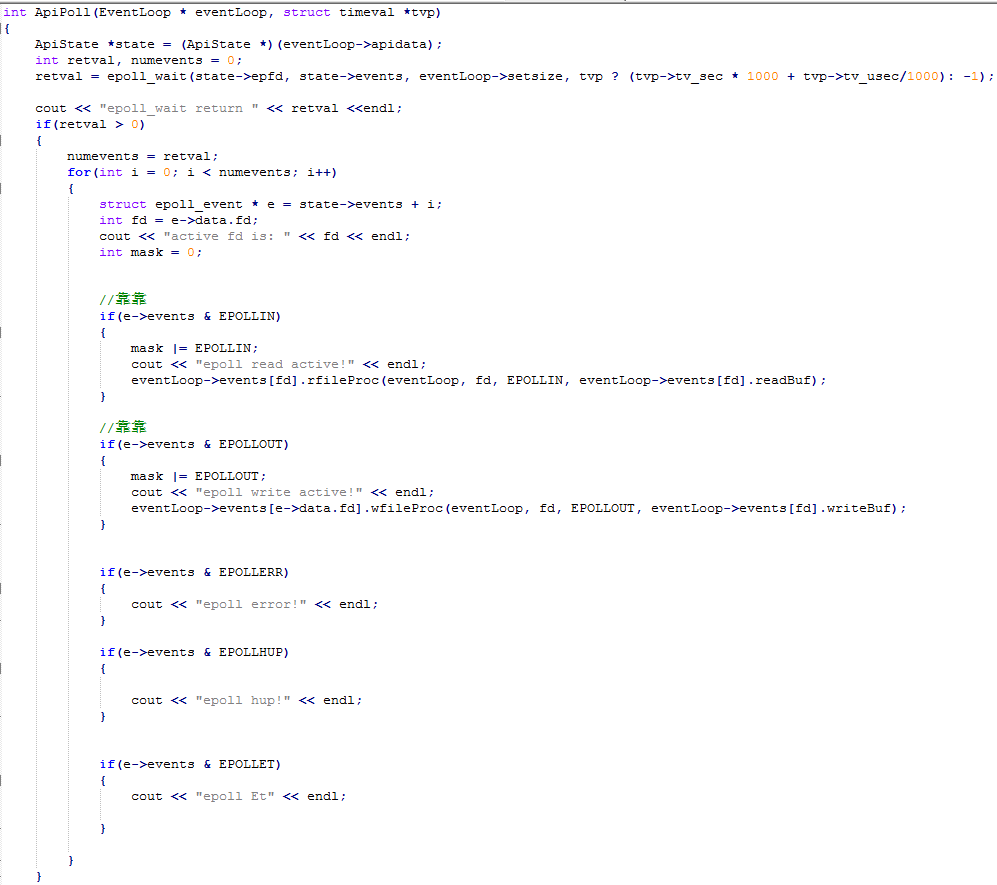 int ApiPoll(EventLoop * eventLoop, struct timeval *tvp)
{
    ApiState *state = (ApiState *)(eventLoop->apidata);
    int retval, numevents = 0;
    retval = epoll_wait(state->epfd, state->events, eventLoop->setsize, tvp ? (tvp->tv_sec * 1000 + tvp->tv_usec/1000): -1);
    cout << "epoll_wait return " << retval <<endl;
    if(retval > 0)
    {
        numevents = retval;
        for(int i = 0; i < numevents; i++)
        {
            struct epoll_event * e = state->events + i;
            int fd = e->data.fd;
            cout << "active fd is: " << fd << endl;
            int mask = 0;
            //靠靠
            if(e->events & EPOLLIN)
            {
                mask |= EPOLLIN;
                cout << "epoll read active!" << endl;
                eventLoop->events[fd].rfileProc(eventLoop, fd, EPOLLIN, eventLoop->events[fd].readBuf);
            }
            //靠靠
            if(e->events & EPOLLOUT)
            {
                mask |= EPOLLOUT;
                cout << "epoll write active!" << endl;
                eventLoop->events[e->data.fd].wfileProc(eventLoop, fd, EPOLLOUT, eventLoop->events[fd].writeBuf);
            }
            if(e->events & EPOLLERR)
            {
                cout << "epoll error!" << endl;
            }
            if(e->events & EPOLLHUP)
            {
                cout << "epoll hup!" << endl;
            }
            if(e->events & EPOLLET)
            {
                cout << "epoll Et" << endl;
            }
        }
    }